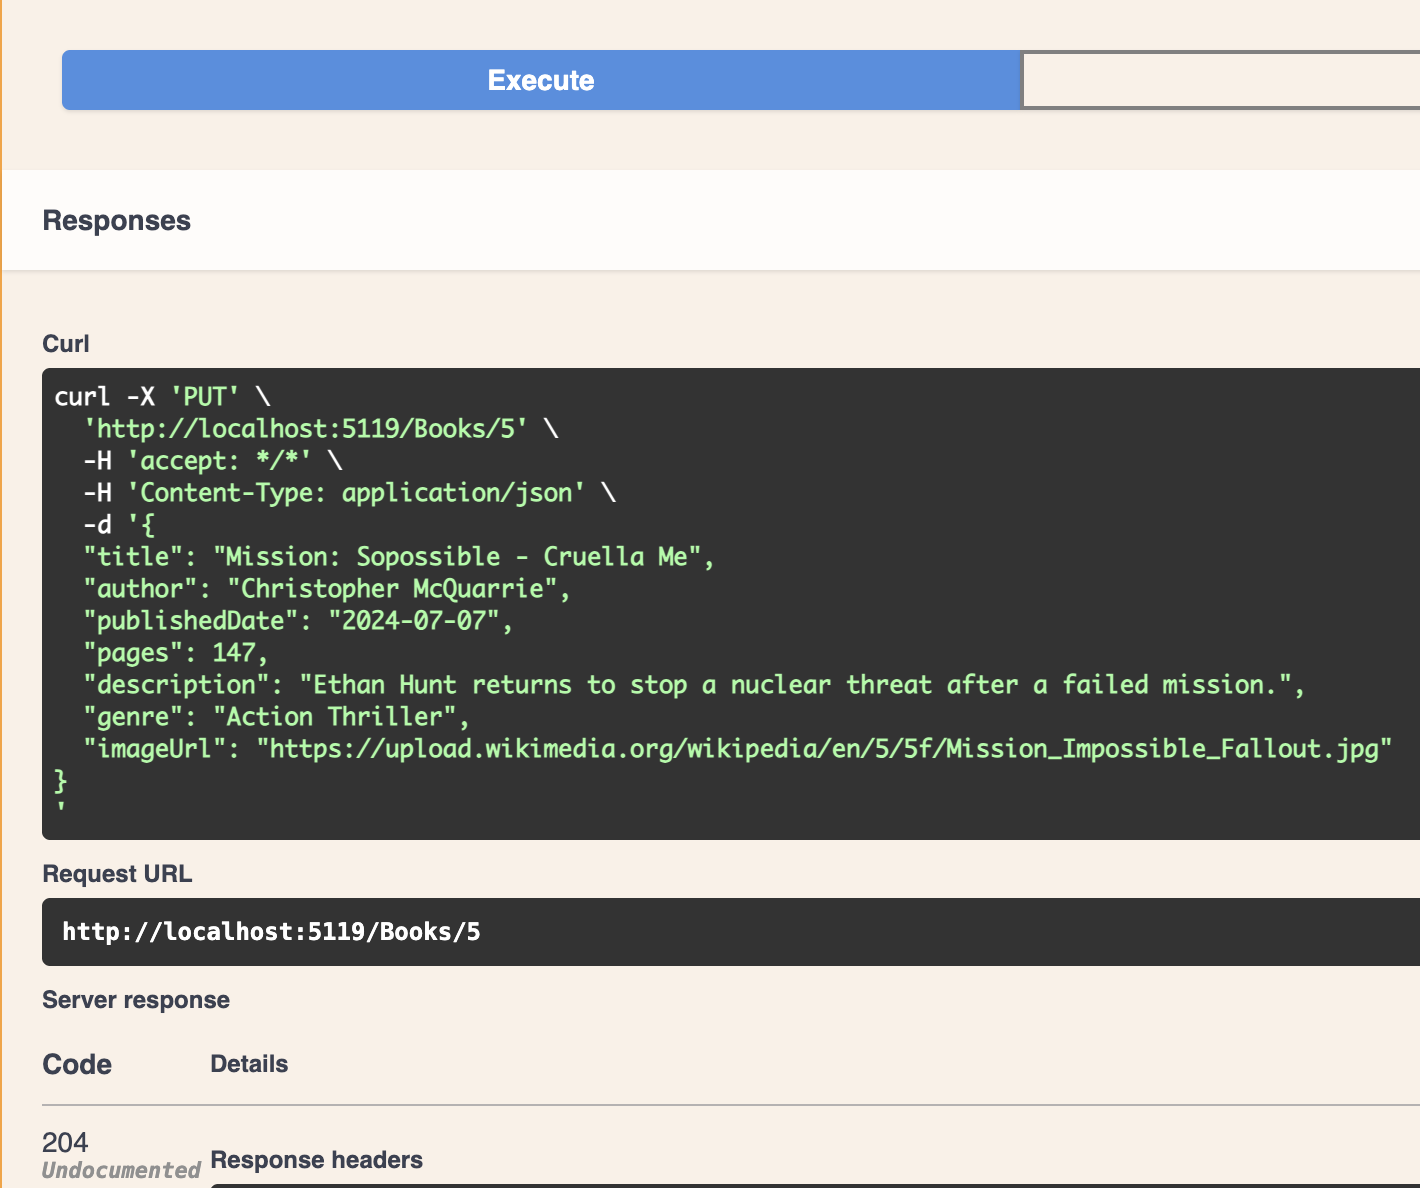 Execute
Responses
Curl
curl -X 'PUT' \
  'http://localhost:5119/Books/5' \
  -H 'accept: */*' \
  -H 'Content-Type: application/json' \
  -d '{
  "title": "Mission: Sopossible - Cruella Me",
  "author": "Christopher McQuarrie",
  "publishedDate": "2024-07-07",
  "pages": 147,
  "description": "Ethan Hunt returns to stop a nuclear threat after a failed mission.",
  "genre": "Action Thriller",
  "imageUrl": "https://upload.wikimedia.org/wikipedia/en/5/5f/Mission_Impossible_Fallout.jpg"
}
'
Request URL
http://localhost:5119/Books/5
Server response
Code Details
204
Undocumented
Response headers